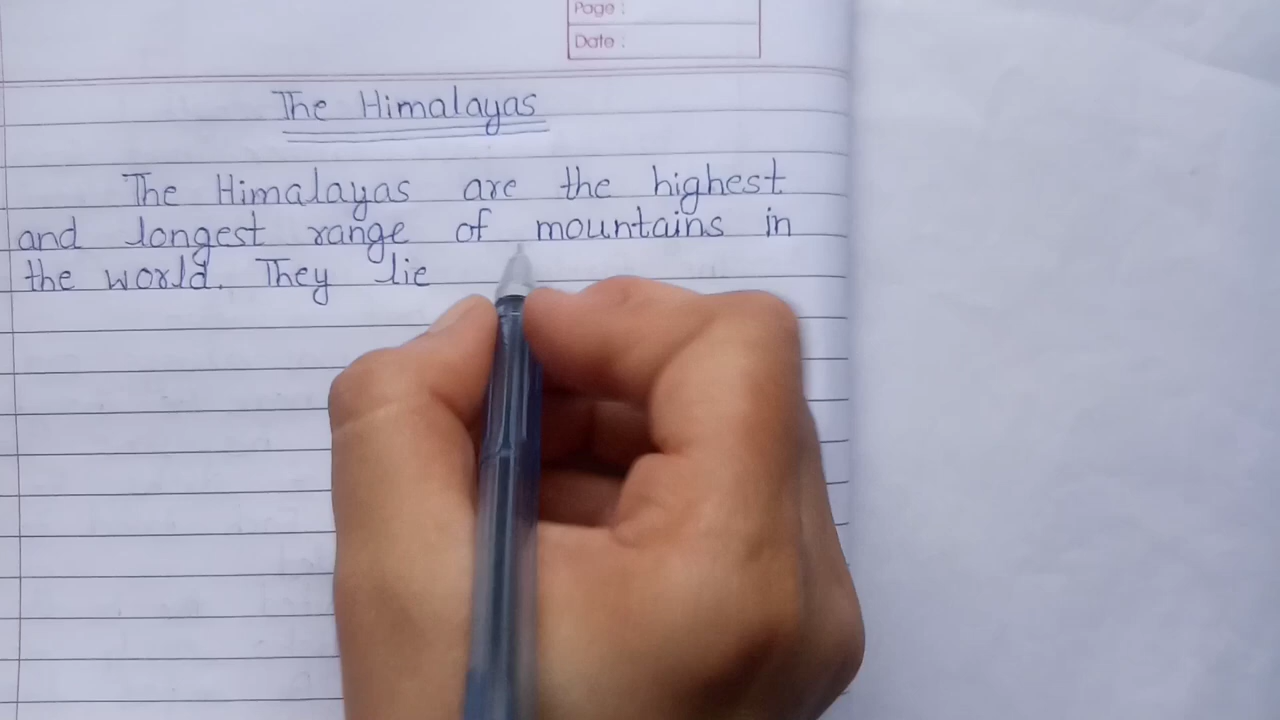 Page :
Date :
The Himalayas
The Himalayas are the highest
and longest range of mountains in
the world. They lie